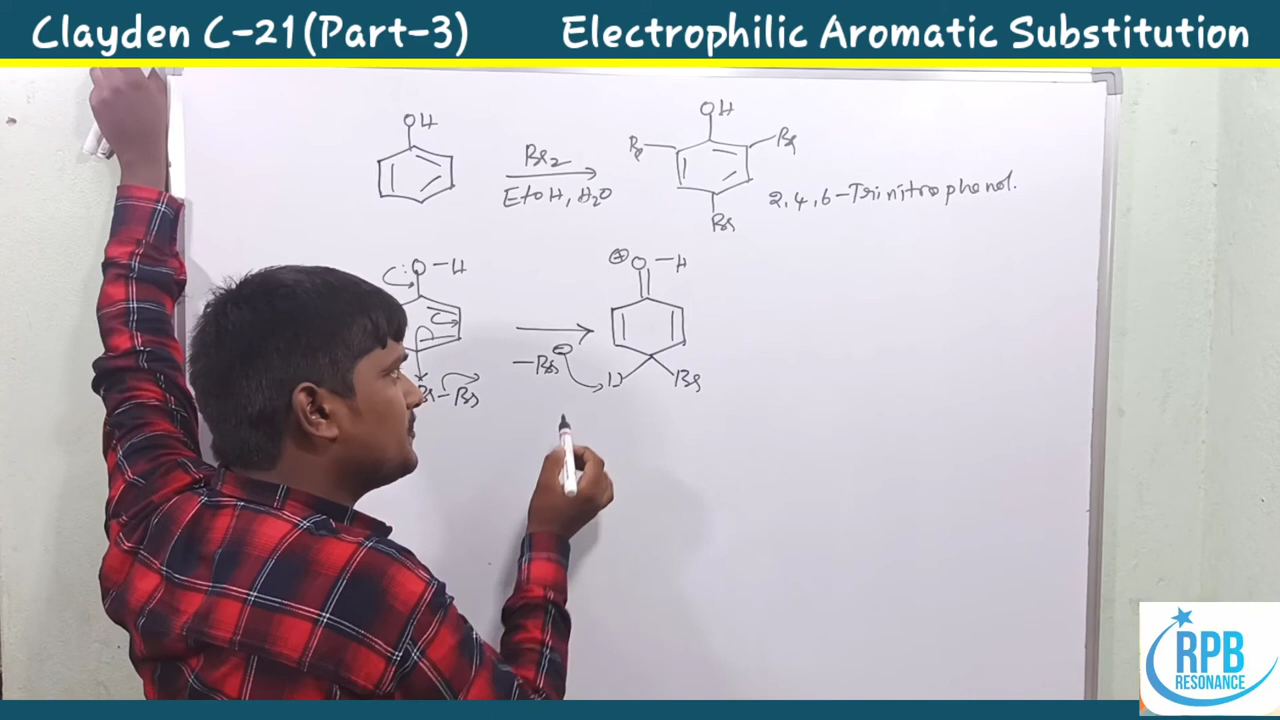 Clayden C-21(Part-3) Electrophilic Aromatic Substitution
OH
Br2
EtOH, H2O
OH
Br
Br
Br
2,4,6-Trinitrophenol.
:O-H
Br-Br
-Br⊖
⊕O-H
H
Br
RPB
RESONANCE